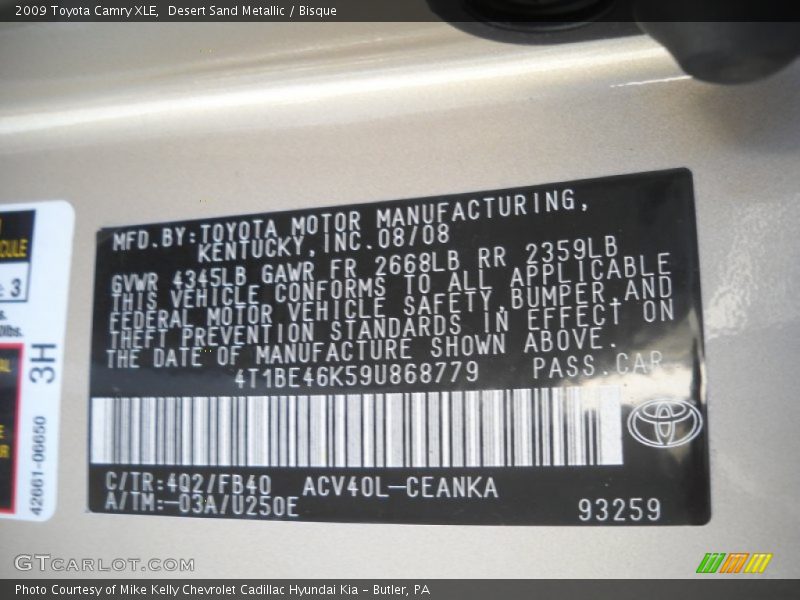 2009 Toyota Camry XLE, Desert Sand Metallic / Bisque
MFD.BY:TOYOTA MOTOR MANUFACTURING,
KENTUCKY,INC.08/08
GVWR 4345LB GAWR FR 2668LB RR 2359LB
THIS VEHICLE CONFORMS TO ALL APPLICABLE
FEDERAL MOTOR VEHICLE SAFETY,BUMPER,AND
THEFT PREVENTION STANDARDS IN EFFECT ON
THE DATE OF MANUFACTURE SHOWN ABOVE.
4T1BE46K59U868779 PASS.CAR
C/TR:4Q2/FB40 ACV40L-CEANKA
A/TM:-03A/U250E
93259
3
3H
42661-06650
GTCARLOT.COM
Photo Courtesy of Mike Kelly Chevrolet Cadillac Hyundai Kia – Butler, PA